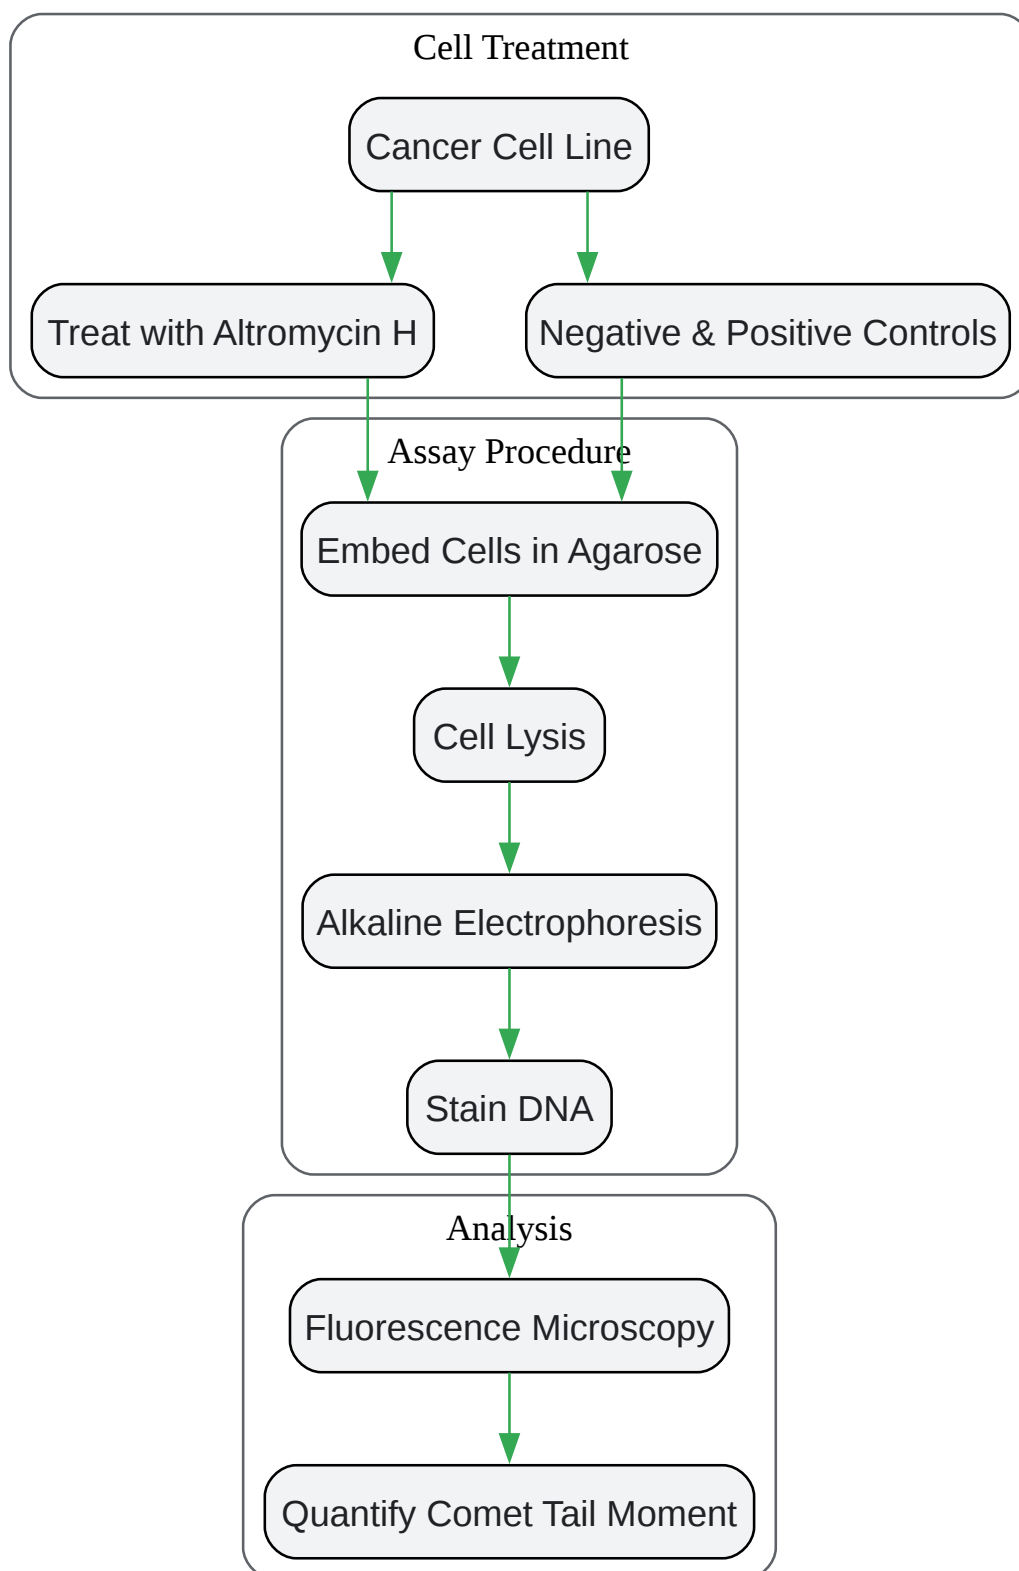 Cell Treatment
Cancer Cell Line
Treat with Altromycin H
Negative & Positive Controls
Assay Procedure
Embed Cells in Agarose
Cell Lysis
Alkaline Electrophoresis
Stain DNA
Analysis
Fluorescence Microscopy
Quantify Comet Tail Moment